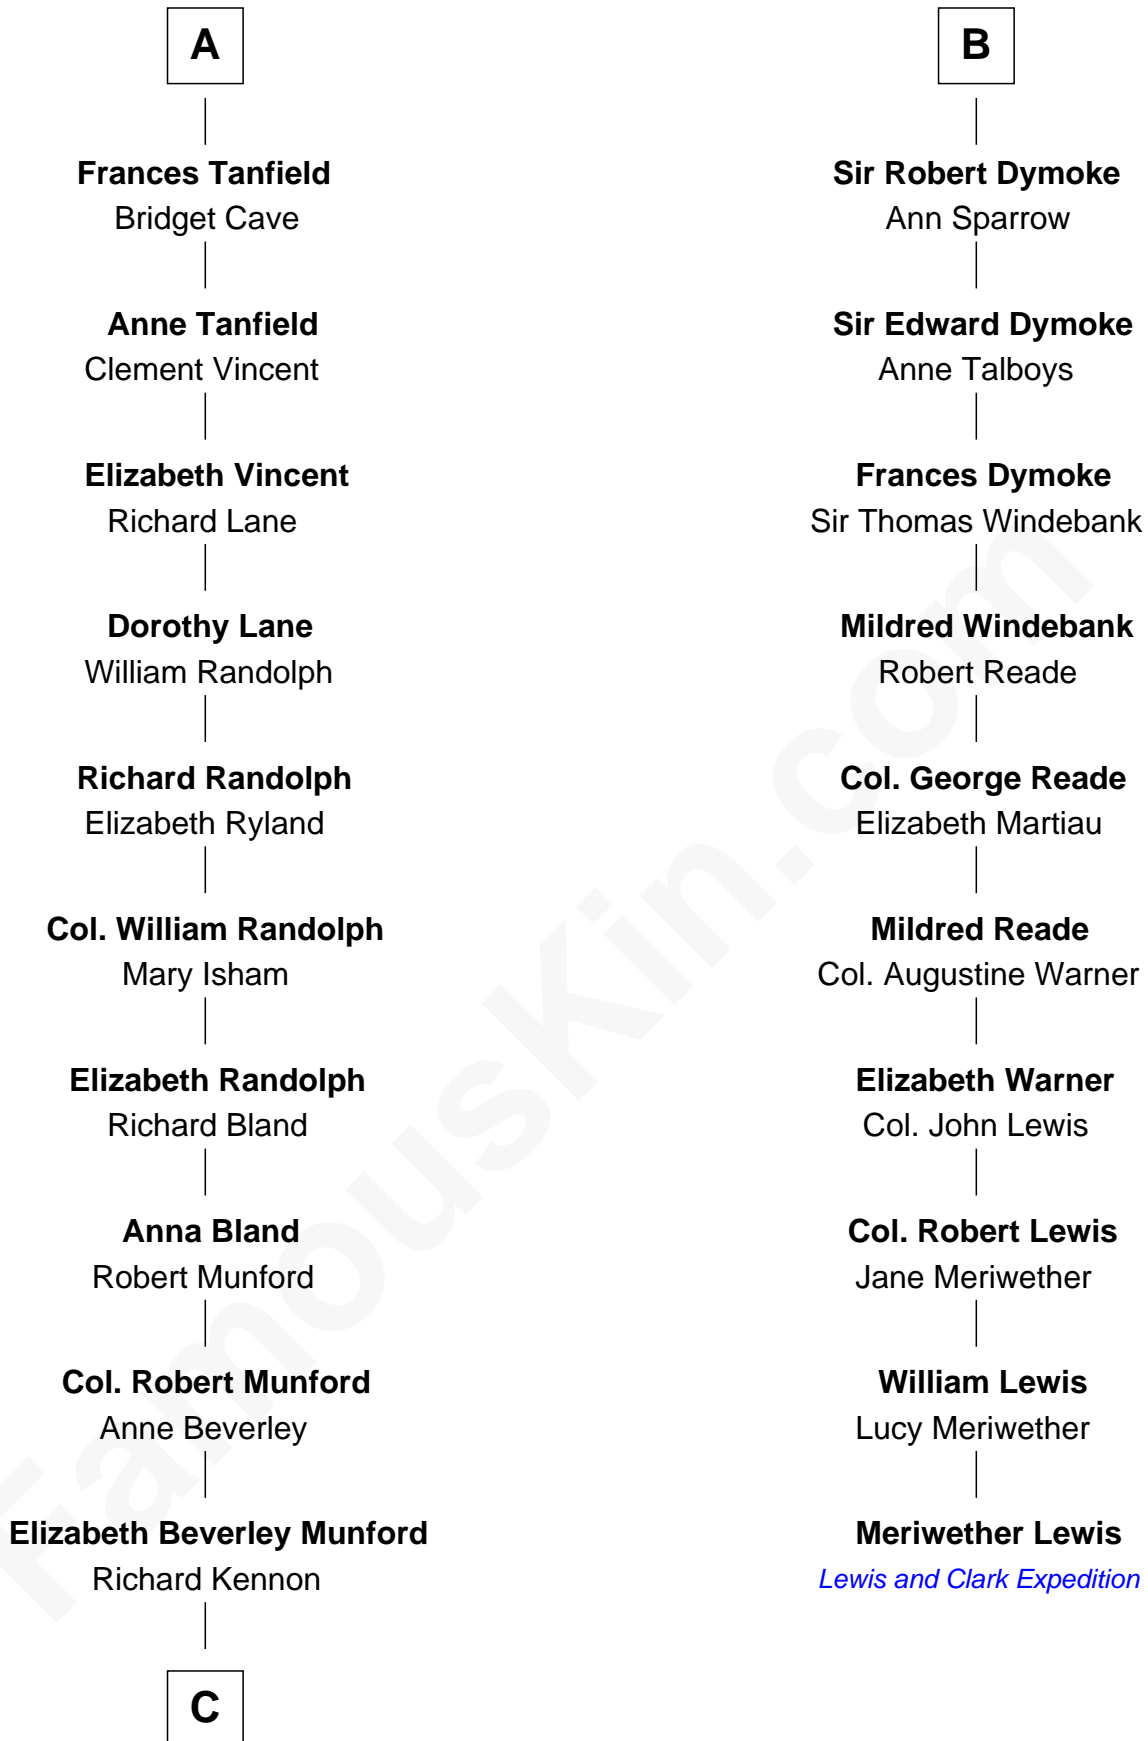 A
Frances Tanfield
Bridget Cave
Anne Tanfield
Clement Vincent
Elizabeth Vincent
Richard Lane
Dorothy Lane
William Randolph
Richard Randolph
Elizabeth Ryland
Col. William Randolph
Mary Isham
Elizabeth Randolph
Richard Bland
Anna Bland
Robert Munford
Col. Robert Munford
Anne Beverley
Elizabeth Beverley Munford
Richard Kennon
C
B
Sir Robert Dymoke
Ann Sparrow
Sir Edward Dymoke
Anne Talboys
Frances Dymoke
Sir Thomas Windebank
Mildred Windebank
Robert Reade
Col. George Reade
Elizabeth Martiau
Mildred Reade
Col. Augustine Warner
Elizabeth Warner
Col. John Lewis
Col. Robert Lewis
Jane Meriwether
William Lewis
Lucy Meriwether
Meriwether Lewis
Lewis and Clark Expedition
FamousKin.com